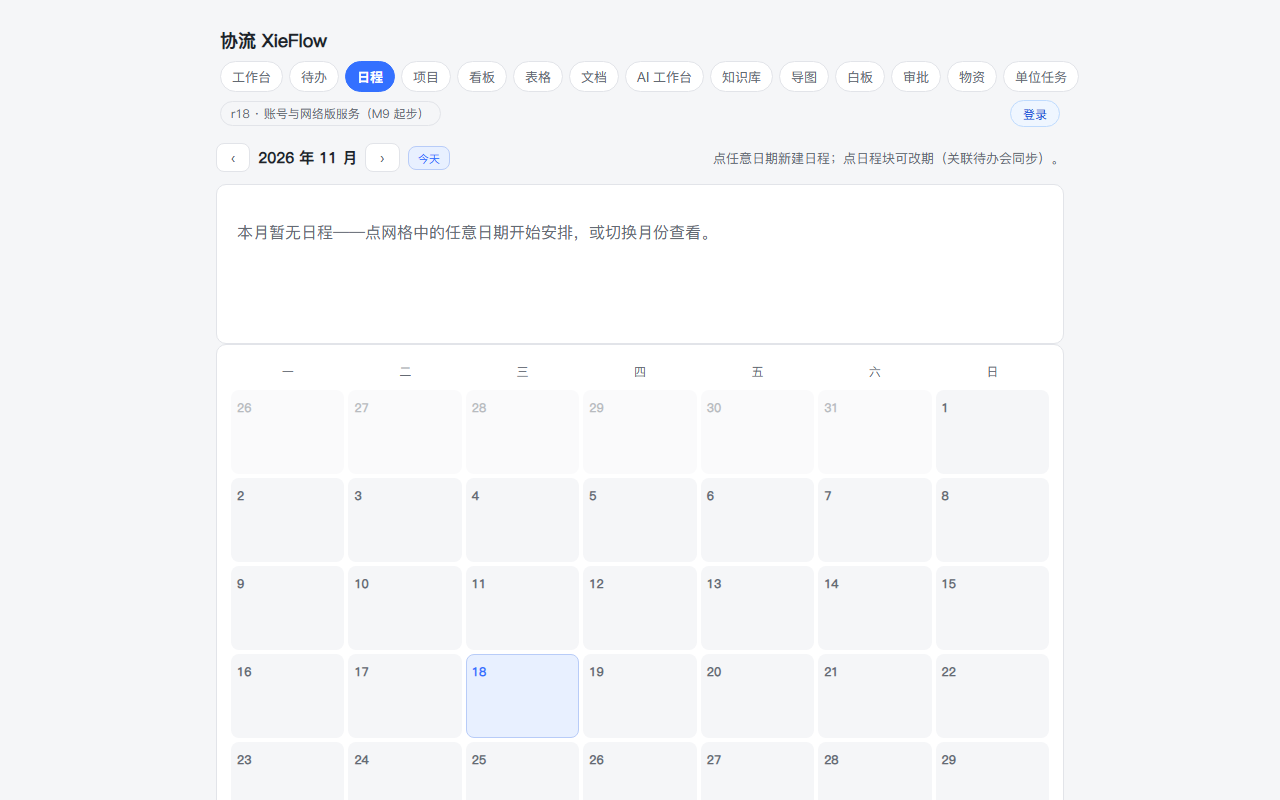 协流 XieFlow
工作台 待办 日程 项目 看板 表格 文档 AI 工作台 知识库 导图 白板 审批 物资 单位任务
r18 · 账号与网络版服务（M9 起步） 登录
‹ 2026 年 11 月 › 今天 点任意日期新建日程；点日程块可改期（关联待办会同步）。
本月暂无日程——点网格中的任意日期开始安排，或切换月份查看。
一 二 三 四 五 六 日
26 27 28 29 30 31 1
2 3 4 5 6 7 8
9 10 11 12 13 14 15
16 17 18 19 20 21 22
23 24 25 26 27 28 29